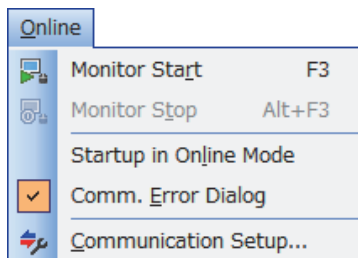 Online
Monitor Start F3
Monitor Stop Alt+F3
Startup in Online Mode
Comm. Error Dialog
Communication Setup...